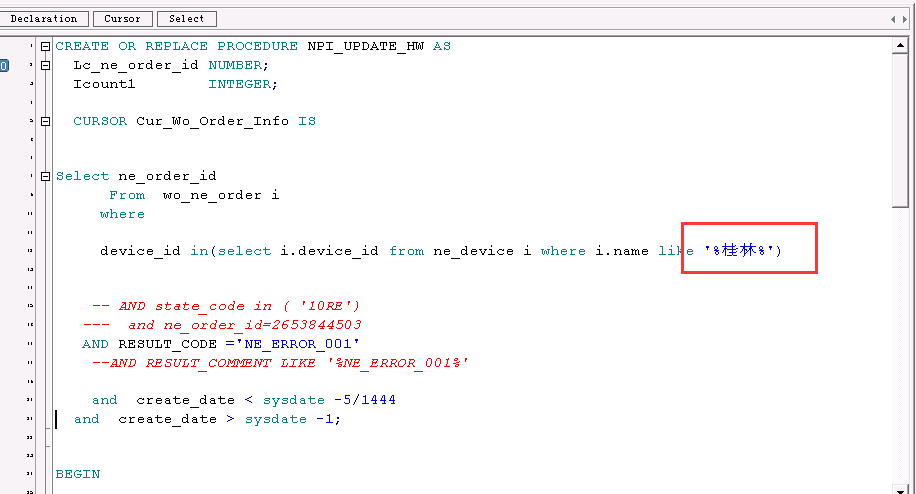 Declaration Cursor Select
CREATE OR REPLACE PROCEDURE NPI_UPDATE_HW AS
Lc_ne_order_id NUMBER;
Icount1 INTEGER;
CURSOR Cur_Wo_Order_Info IS
Select ne_order_id
From wo_ne_order i
where
device_id in(select i.device_id from ne_device i where i.name like '%桂林%')
-- AND state_code in ( '10RE')
--- and ne_order_id=2653844503
AND RESULT_CODE ='NE_ERROR_001'
--AND RESULT_COMMENT LIKE '%NE_ERROR_001%'
and create_date < sysdate -5/1444
and create_date > sysdate -1;
BEGIN